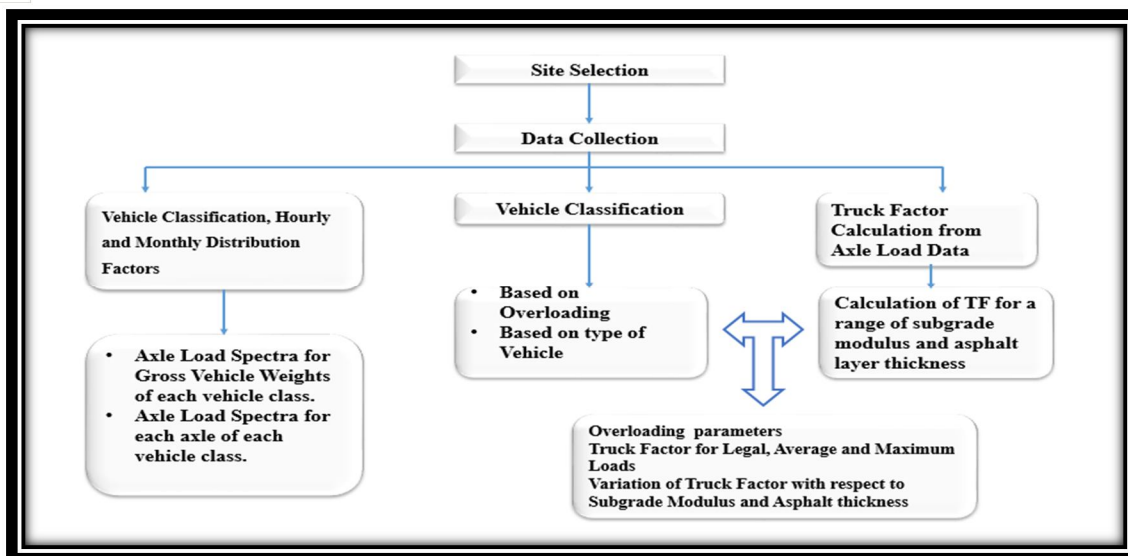 Site Selection
Data Collection
Vehicle Classification, Hourly
and Monthly Distribution
Factors
Vehicle Classification
Truck Factor
Calculation from
Axle Load Data
• Based on
Overloading
• Based on type of
Vehicle
Calculation of TF for a
range of subgrade
modulus and asphalt
layer thickness
• Axle Load Spectra for
Gross Vehicle Weights
of each vehicle class.
• Axle Load Spectra for
each axle of each
vehicle class.
Overloading parameters
Truck Factor for Legal, Average and Maximum
Loads
Variation of Truck Factor with respect to
Subgrade Modulus and Asphalt thickness